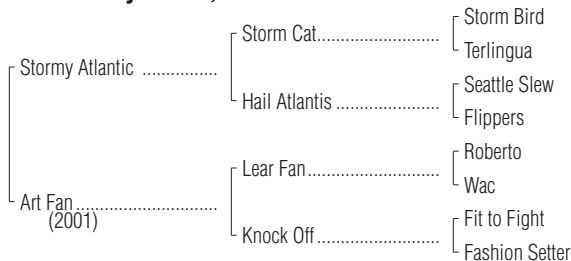 Storm Bird
Storm Cat........................
Terlingua
Stormy Atlantic ...............
Seattle Slew
Hail Atlantis ....................
Flippers
Roberto
Lear Fan..........................
Wac
Art Fan............................
(2001)
Fit to Fight
Knock Off........................
Fashion Setter